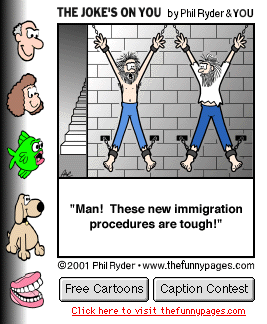 THE JOKE'S ON YOU by Phil Ryder & YOU
"Man! These new immigration
procedures are tough!"
©2001 Phil Ryder • www.thefunnypages.com
Free Cartoons
Caption Contest
Click here to visit thefunnypages.com